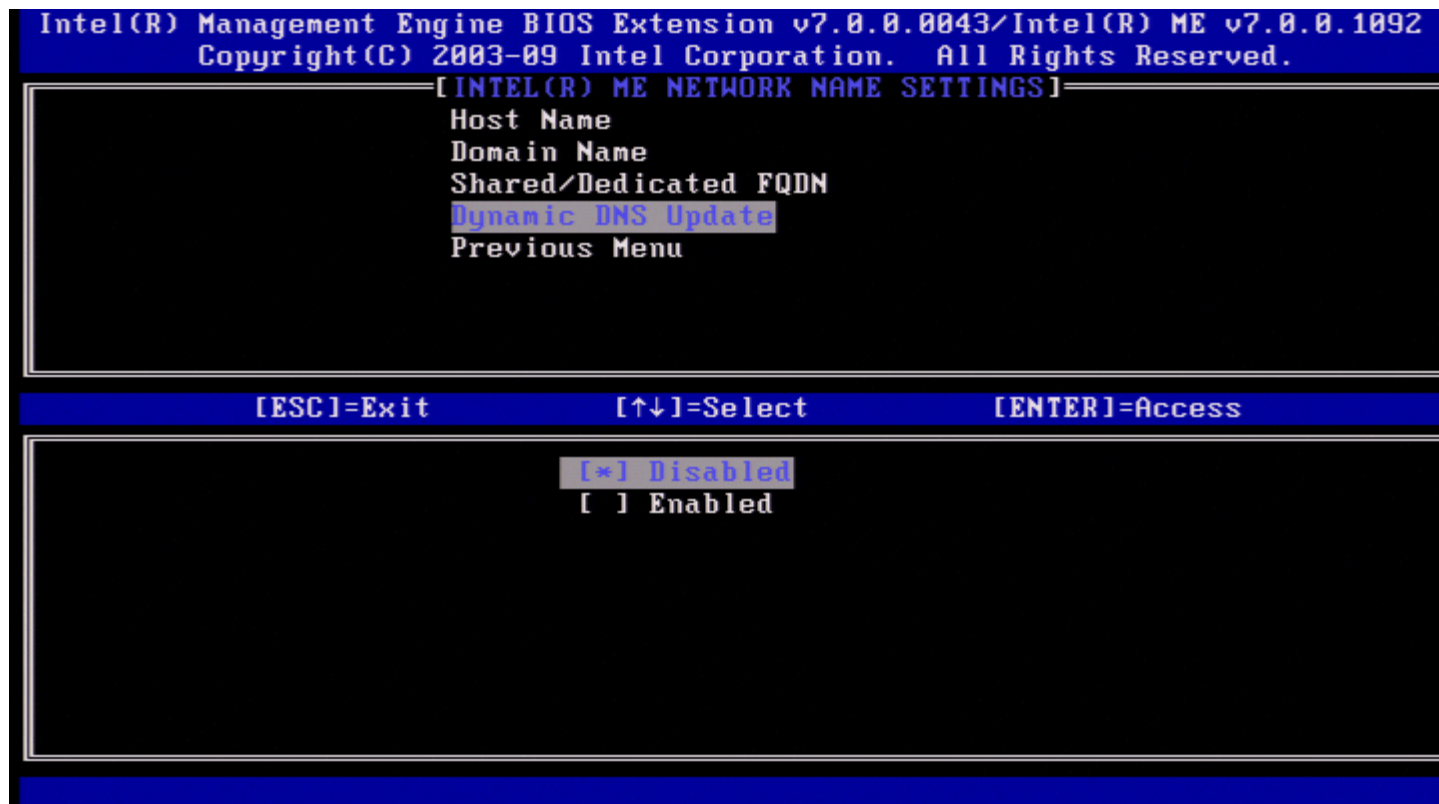 Intel(R) Management Engine BIOS Extension v7.0.0.0043/Intel(R) ME v7.0.0.1092
Copyright(C) 2003-09 Intel Corporation. All Rights Reserved.
[INTEL(R) ME NETWORK NAME SETTINGS]
Host Name
Domain Name
Shared/Dedicated FQDN
Dynamic DNS Update
Previous Menu
[ESC]=Exit [↑↓]=Select [ENTER]=Access
[*] Disabled
[ ] Enabled